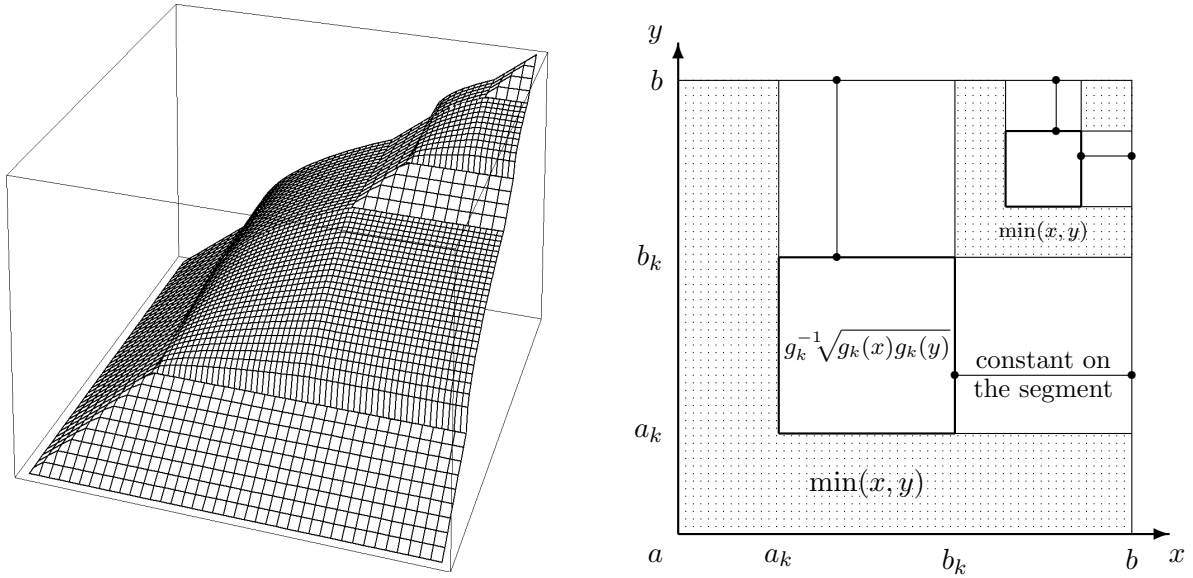 y
b
min(x, y)
b_k
g_k^{-1}√(g_k(x)g_k(y))
constant on
the segment
a_k
min(x, y)
a
a_k
b_k
b
x